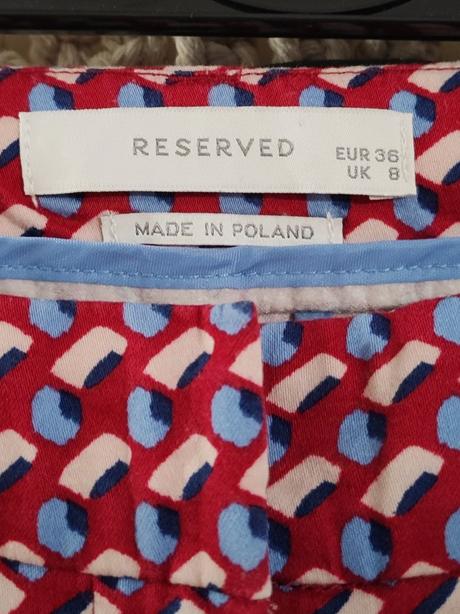 RESERVED
EUR 36
UK 8
MADE IN POLAND